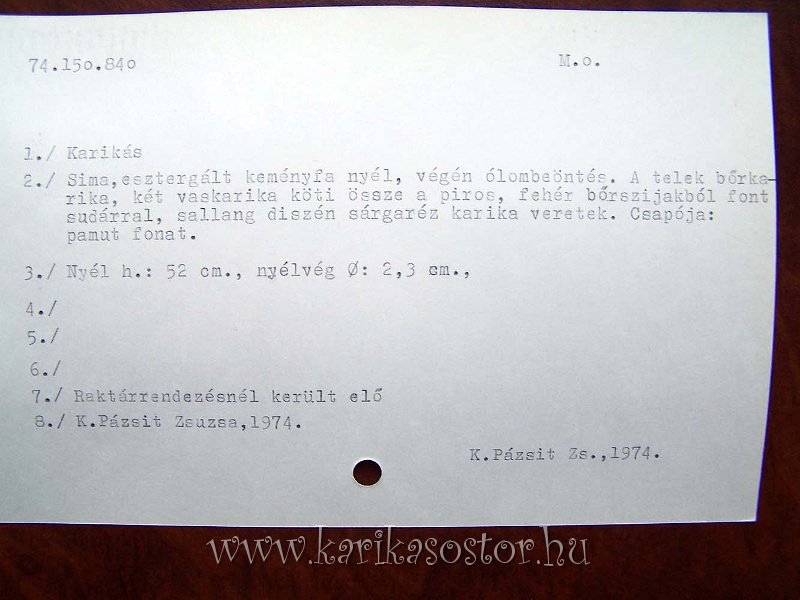 74.15o.84o
M.o.
1./ Karikás
2./ Sima,esztergált keményfa nyél, végén ólombeöntés. A telek bőrka-
rika, két vaskarika köti össze a piros, fehér bőrszijakból font
sudárral, sallang diszén sárgaréz karika veretek. Csapója:
pamut fonat.
3./ Nyél h.: 52 cm., nyélvég Ø: 2,3 cm.,
4./
5./
6./
7./ Raktárrendezésnél került elő
8./ K.Pázsit Zsuzsa,1974.
K.Pázsit Zs.,1974.
www.karikasostor.hu